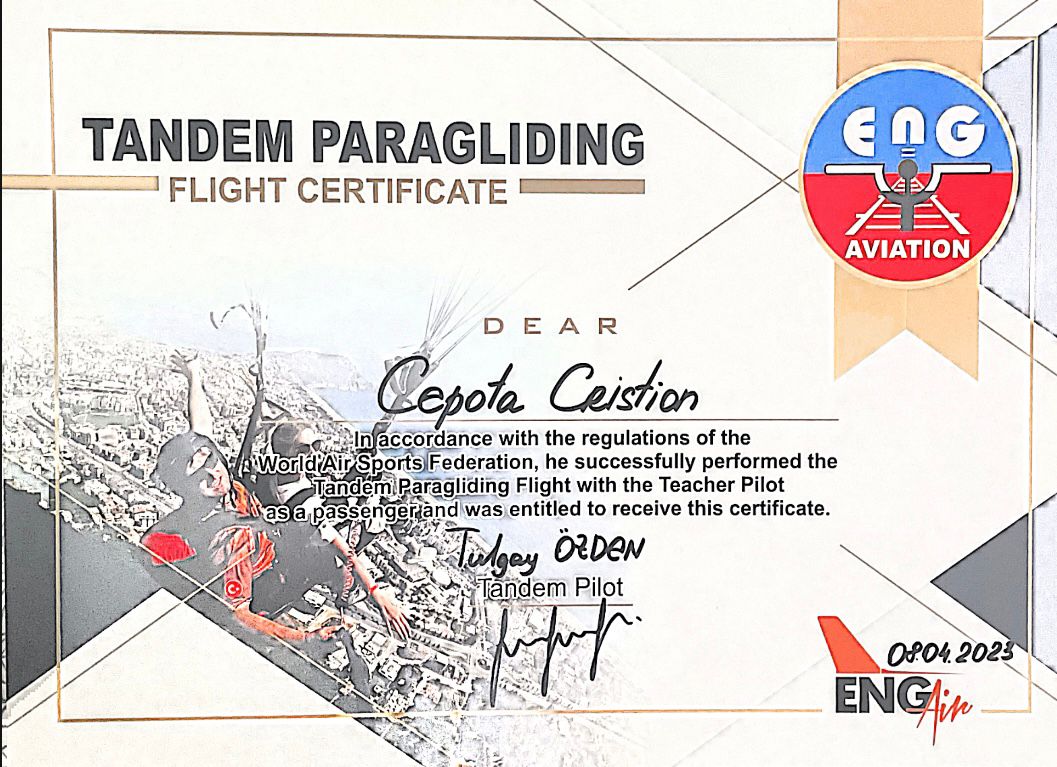 ENG
AVIATION
TANDEM PARAGLIDING
FLIGHT CERTIFICATE
DEAR
Cepota Cristion
In accordance with the regulations of the
World Air Sports Federation, he successfully performed the
Tandem Paragliding Flight with the Teacher Pilot
as a passenger and was entitled to receive this certificate.
Tulgay ÖZDEN
Tandem Pilot
08.04.2023
ENG Air